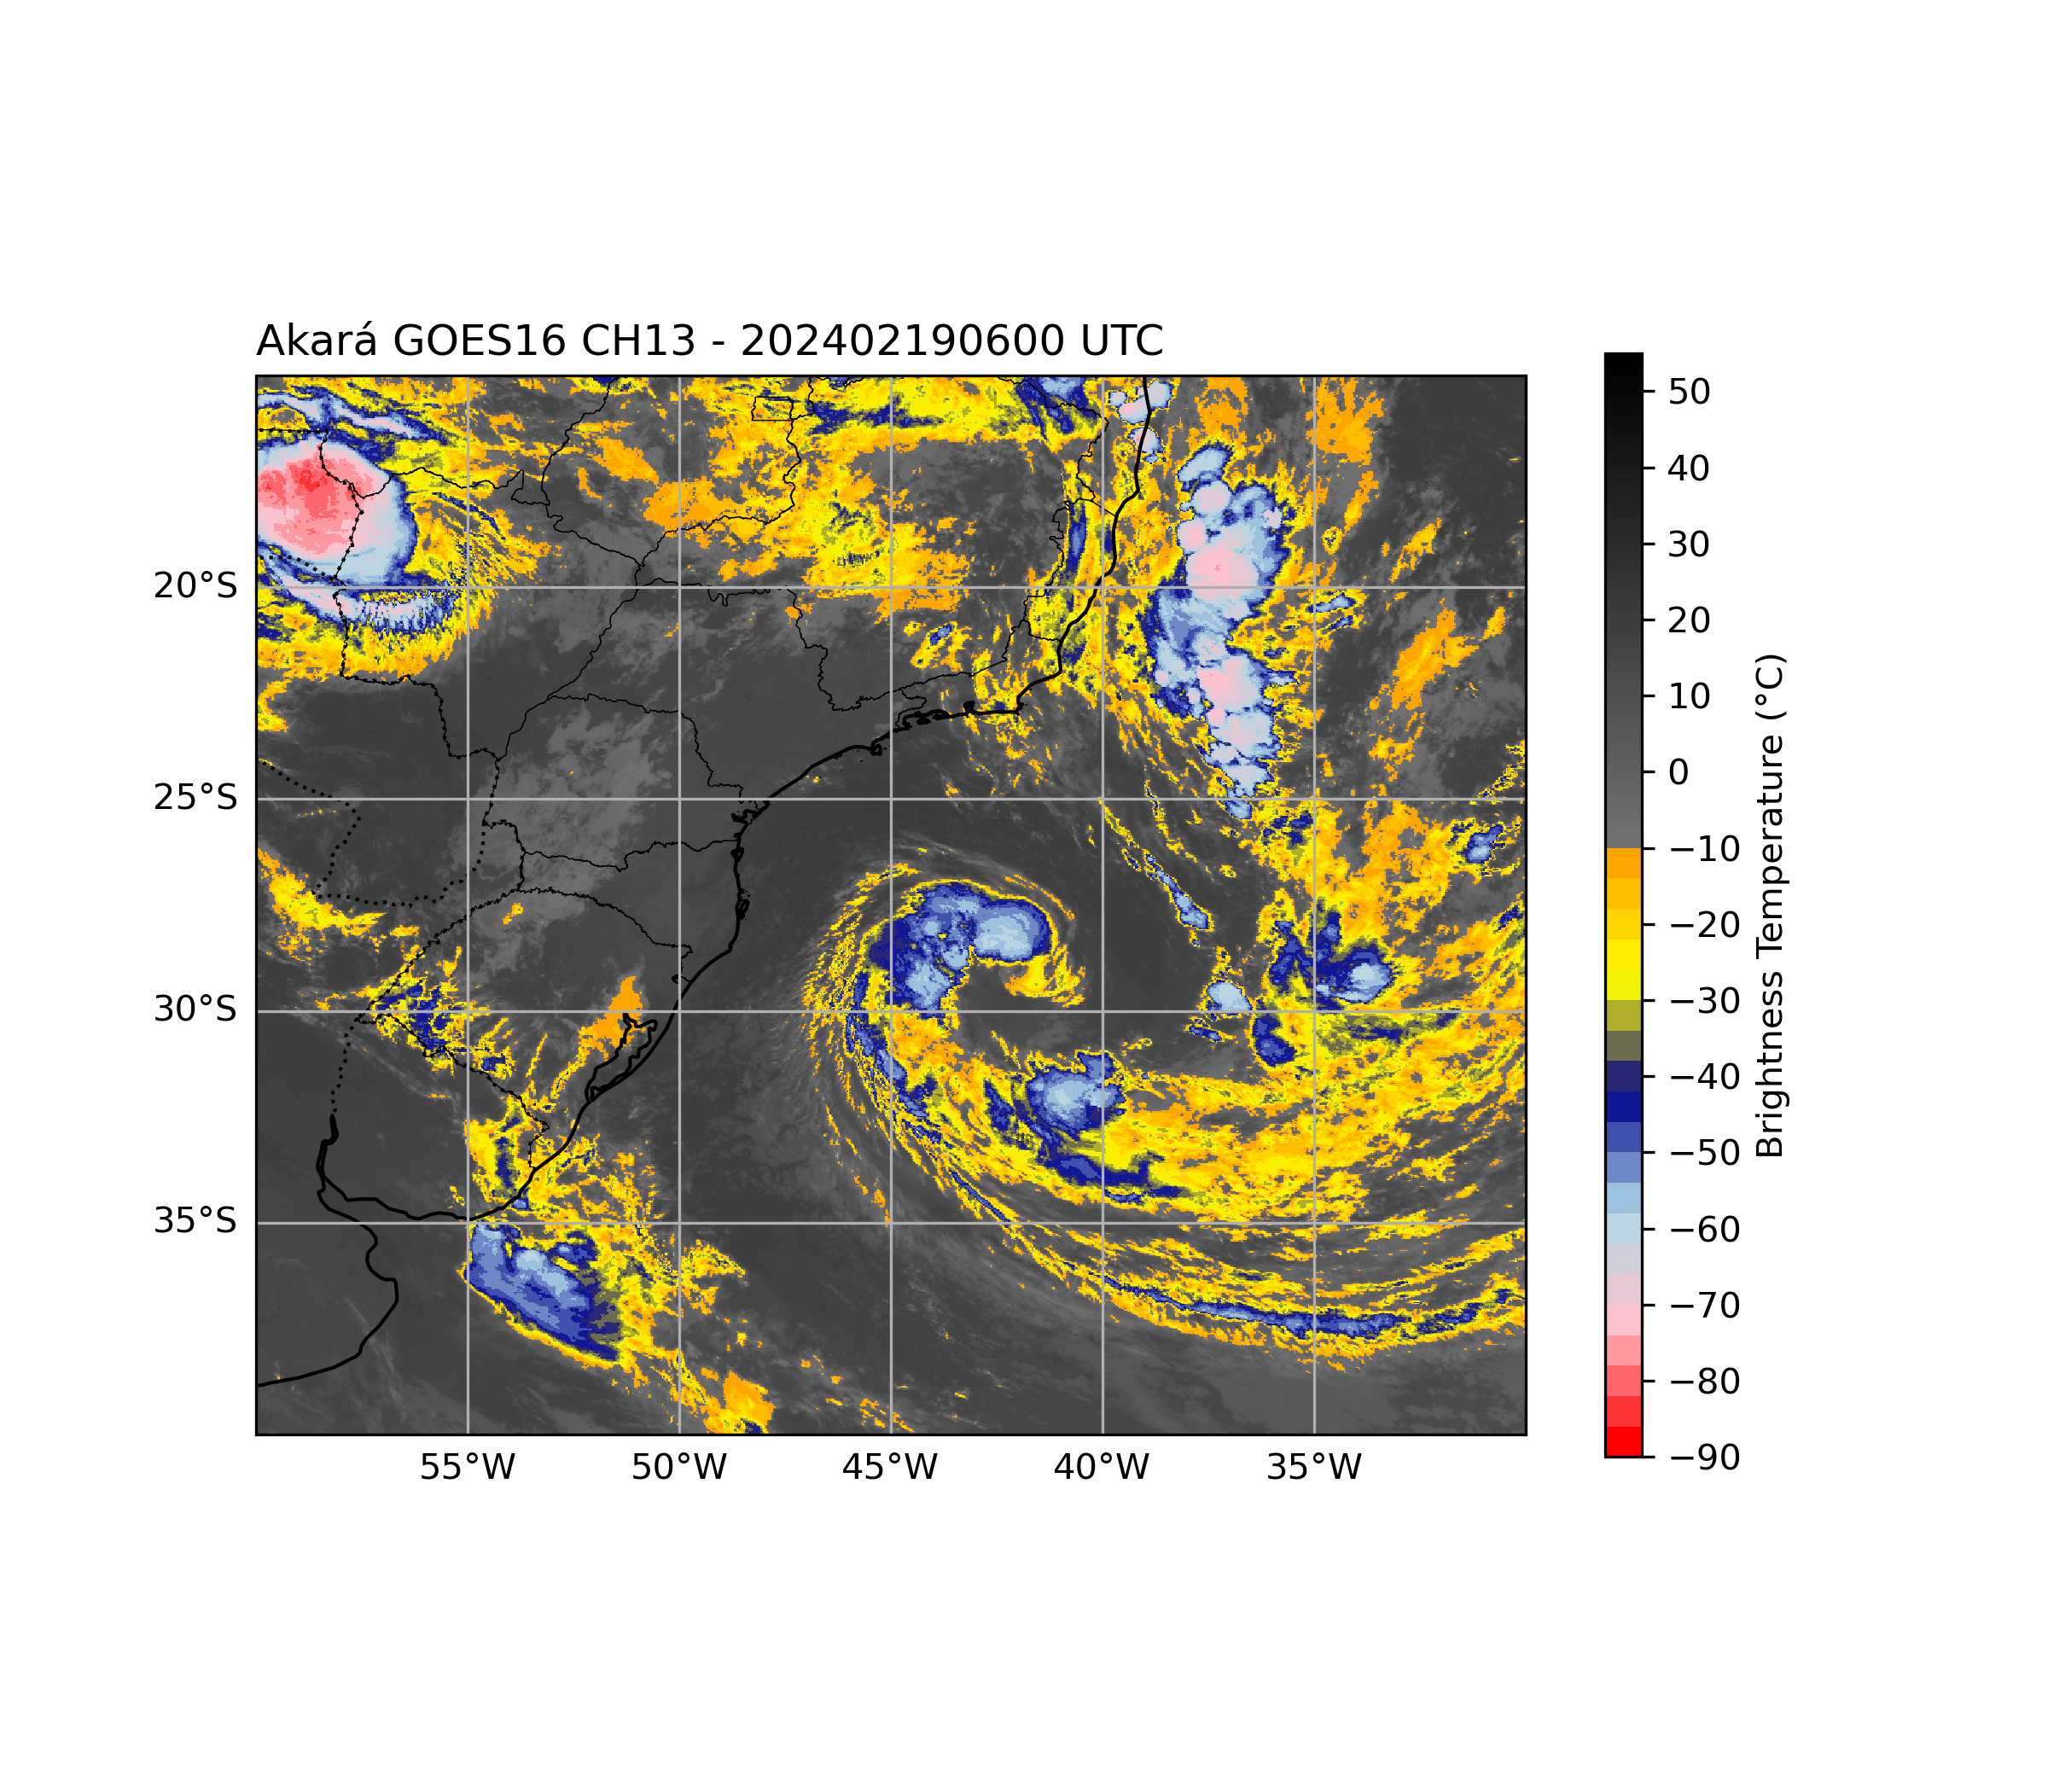 Akará GOES16 CH13 - 202402190600 UTC
20°S
25°S
30°S
35°S
55°W
50°W
45°W
40°W
35°W
50
40
30
20
10
0
−10
−20
−30
−40
−50
−60
−70
−80
−90
Brightness Temperature (°C)